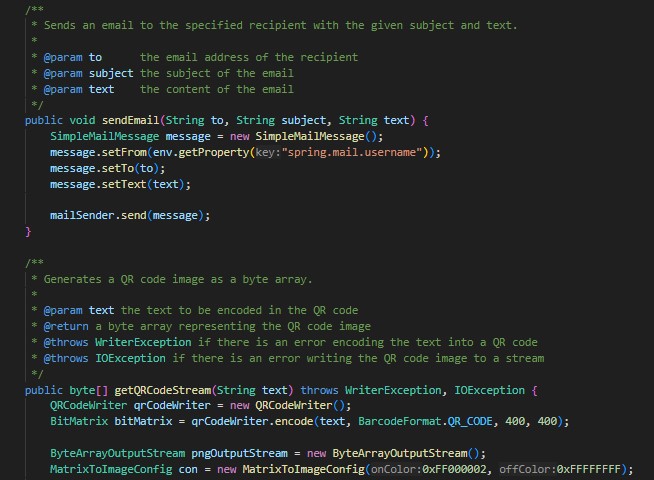 /**
 * Sends an email to the specified recipient with the given subject and text.
 *
 * @param to      the email address of the recipient
 * @param subject the subject of the email
 * @param text    the content of the email
 */
public void sendEmail(String to, String subject, String text) {
    SimpleMailMessage message = new SimpleMailMessage();
    message.setFrom(env.getProperty(key:"spring.mail.username"));
    message.setTo(to);
    message.setText(text);

    mailSender.send(message);
}

/**
 * Generates a QR code image as a byte array.
 *
 * @param text the text to be encoded in the QR code
 * @return a byte array representing the QR code image
 * @throws WriterException if there is an error encoding the text into a QR code
 * @throws IOException if there is an error writing the QR code image to a stream
 */
public byte[] getQRCodeStream(String text) throws WriterException, IOException {
    QRCodeWriter qrCodeWriter = new QRCodeWriter();
    BitMatrix bitMatrix = qrCodeWriter.encode(text, BarcodeFormat.QR_CODE, 400, 400);

    ByteArrayOutputStream pngOutputStream = new ByteArrayOutputStream();
    MatrixToImageConfig con = new MatrixToImageConfig(onColor:0xFF000002, offColor:0xFFFFFFFF);